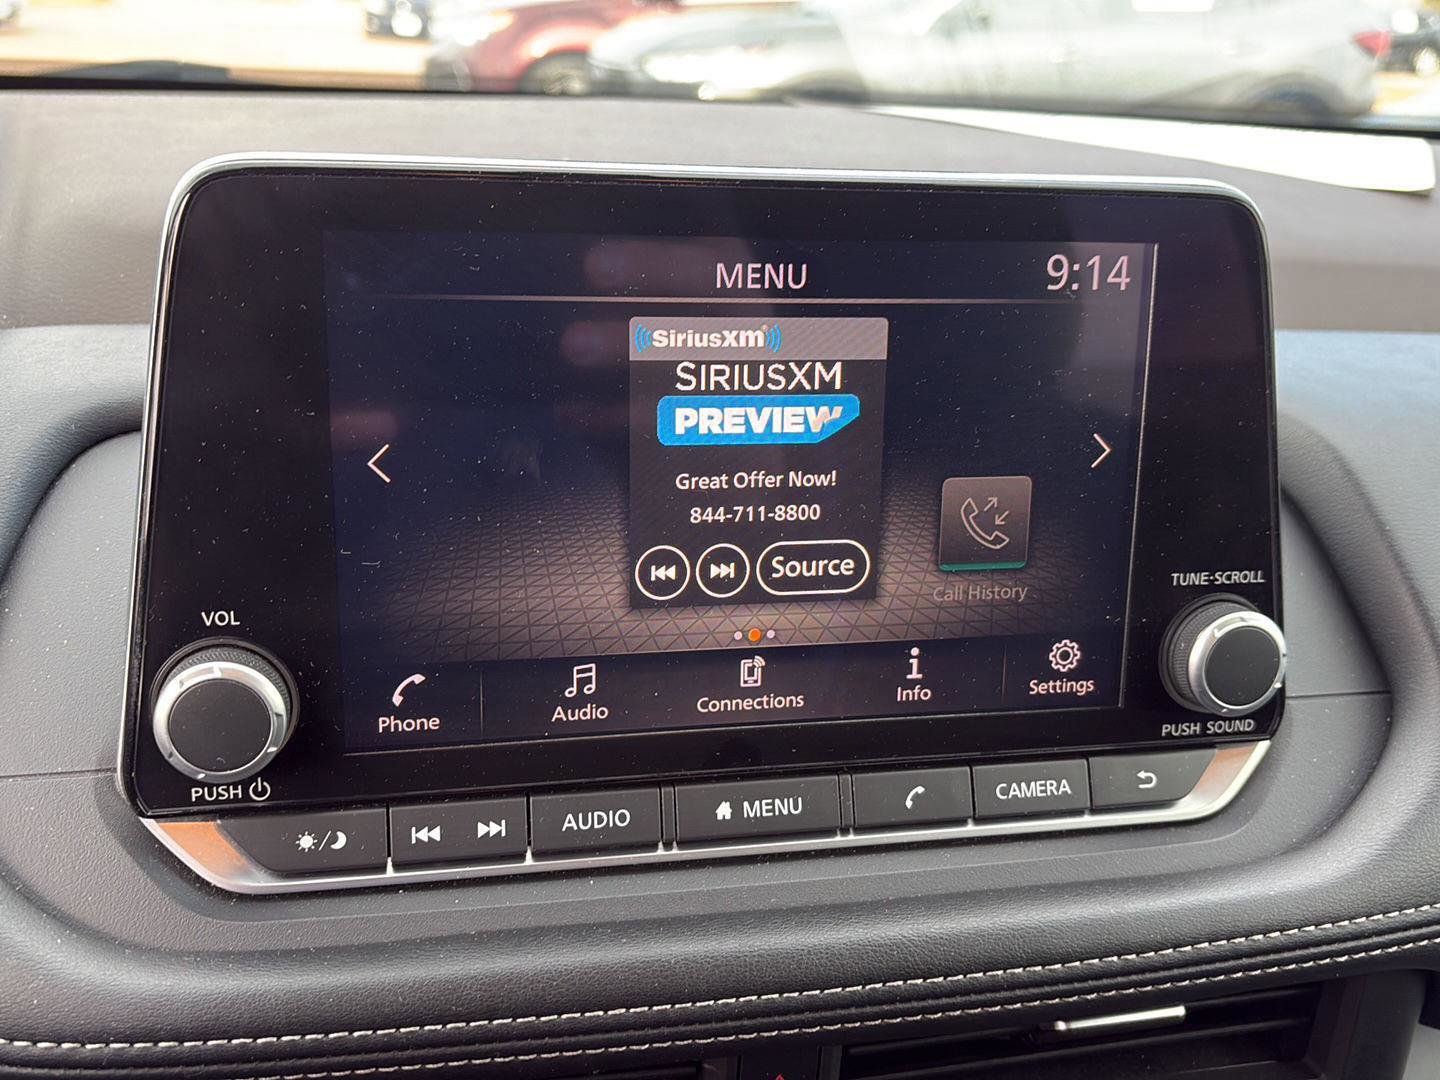 MENU
9:14
SiriusXM
SIRIUSXM
PREVIEW
Great Offer Now!
844-711-8800
Source
Call History
Phone
Audio
Connections
Info
Settings
VOL
PUSH
TUNE·SCROLL
PUSH SOUND
AUDIO
MENU
CAMERA